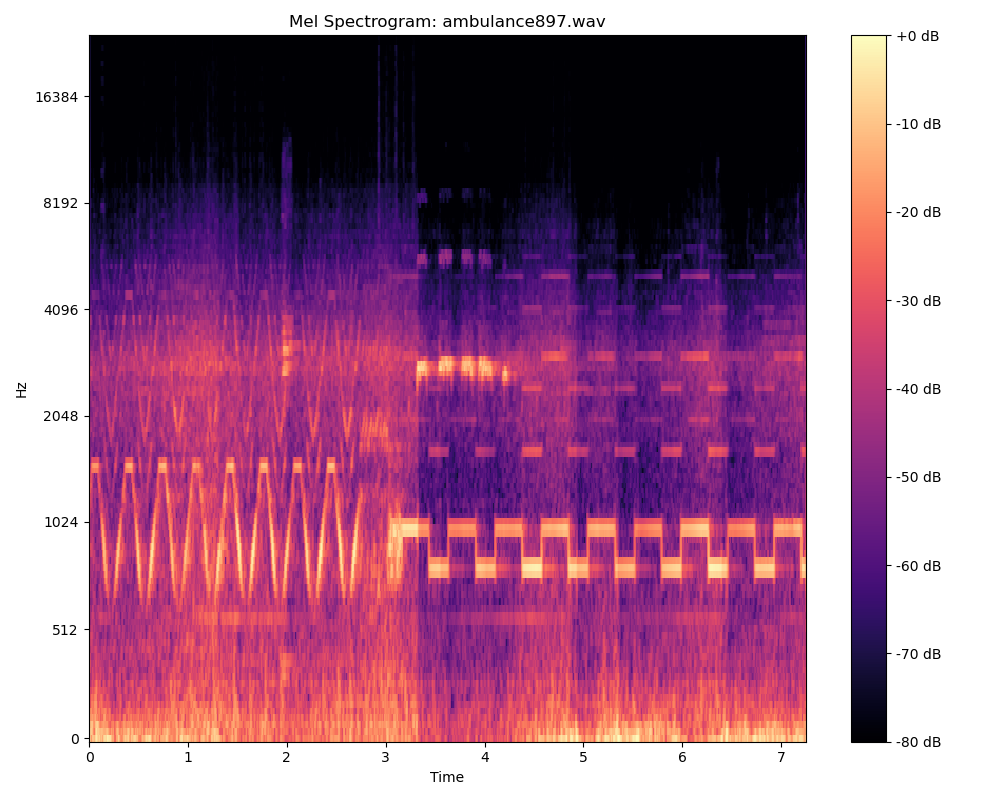 Mel Spectrogram: ambulance897.wav
+0 dB
16384
-10 dB
8192
-20 dB
4096
-30 dB
Hz
-40 dB
2048
-50 dB
1024
-60 dB
512
-70 dB
0
-80 dB
0 1 2 3 4 5 6 7
Time